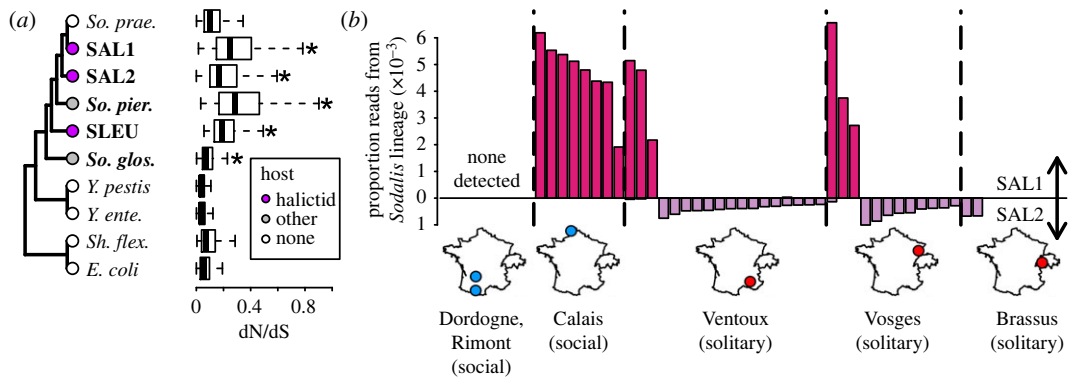 (a)
So. prae.
SAL1
SAL2
So. pier.
SLEU
So. glos.
Y. pestis
Y. ente.
Sh. flex.
E. coli
*
*
*
*
*
host
halictid
other
none
0
0.4
0.8
dN/dS
(b)
proportion reads from
Sodalis lineage (×10⁻³)
6
5
4
3
2
1
0
1
none
detected
SAL1
SAL2
Dordogne,
Rimont
(social)
Calais
(social)
Ventoux
(solitary)
Vosges
(solitary)
Brassus
(solitary)